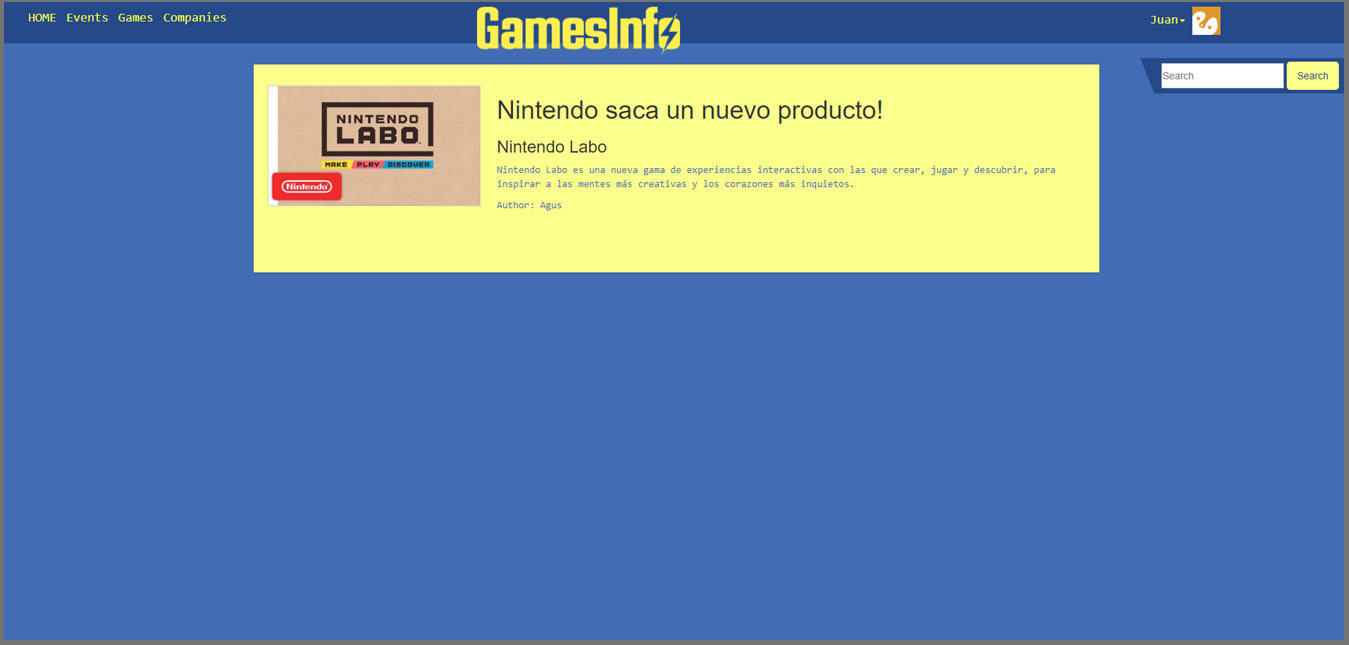 HOME Events Games Companies
GamesInfo
Juan
Search Search
NINTENDO
LABO
MAKE PLAY DISCOVER
Nintendo
Nintendo saca un nuevo producto!
Nintendo Labo
Nintendo Labo es una nueva gama de experiencias interactivas con las que crear, jugar y descubrir, para
inspirar a las mentes más creativas y los corazones más inquietos.
Author: Agus